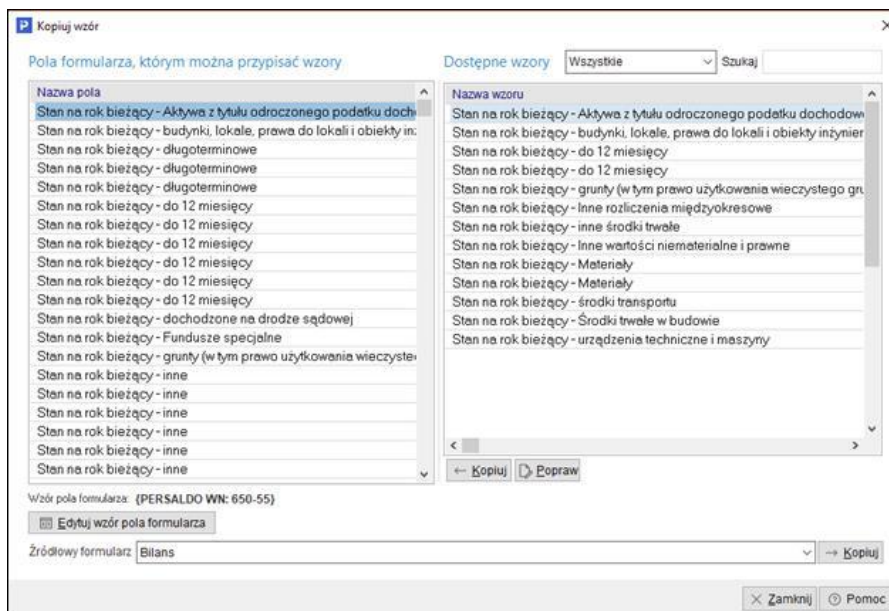 Kopiuj wzór
Pola formularza, którym można przypisać wzory
Dostępne wzory
Wszystkie
Szukaj
Nazwa pola
Stan na rok bieżący - Aktywa z tytułu odroczonego podatku doch
Stan na rok bieżący - budynki, lokale, prawa do lokali i obiekty in
Stan na rok bieżący - długoterminowe
Stan na rok bieżący - długoterminowe
Stan na rok bieżący - długoterminowe
Stan na rok bieżący - do 12 miesięcy
Stan na rok bieżący - do 12 miesięcy
Stan na rok bieżący - do 12 miesięcy
Stan na rok bieżący - do 12 miesięcy
Stan na rok bieżący - do 12 miesięcy
Stan na rok bieżący - do 12 miesięcy
Stan na rok bieżący - dochodzone na drodze sądowej
Stan na rok bieżący - Fundusze specjalne
Stan na rok bieżący - grunty (w tym prawo użytkowania wieczyste
Stan na rok bieżący - inne
Stan na rok bieżący - inne
Stan na rok bieżący - inne
Stan na rok bieżący - inne
Stan na rok bieżący - inne
Stan na rok bieżący - inne
Nazwa wzoru
Stan na rok bieżący - Aktywa z tytułu odroczonego podatku dochodow
Stan na rok bieżący - budynki, lokale, prawa do lokali i obiekty inżynier
Stan na rok bieżący - do 12 miesięcy
Stan na rok bieżący - do 12 miesięcy
Stan na rok bieżący - grunty (w tym prawo użytkowania wieczystego gru
Stan na rok bieżący - Inne rozliczenia międzyokresowe
Stan na rok bieżący - inne środki trwałe
Stan na rok bieżący - Inne wartości niematerialne i prawne
Stan na rok bieżący - Materiały
Stan na rok bieżący - Materiały
Stan na rok bieżący - środki transportu
Stan na rok bieżący - Środki trwałe w budowie
Stan na rok bieżący - urządzenia techniczne i maszyny
Kopiuj
Popraw
Wzór pola formularza: {PERSALDO WN: 650-55}
Edytuj wzór pola formularza
Źródłowy formularz
Bilans
Kopiuj
Zamknij
Pomoc